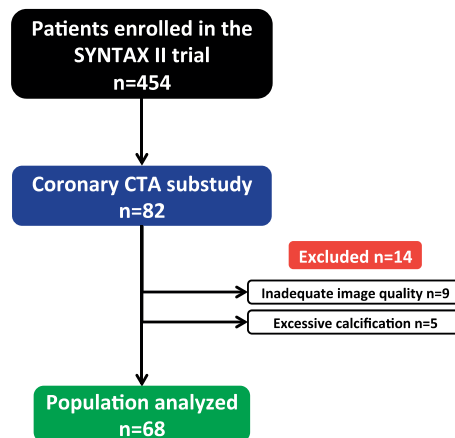 Patients enrolled in the
SYNTAX II trial
n=454
Coronary CTA substudy
n=82
Excluded n=14
Inadequate image quality n=9
Excessive calcification n=5
Population analyzed
n=68